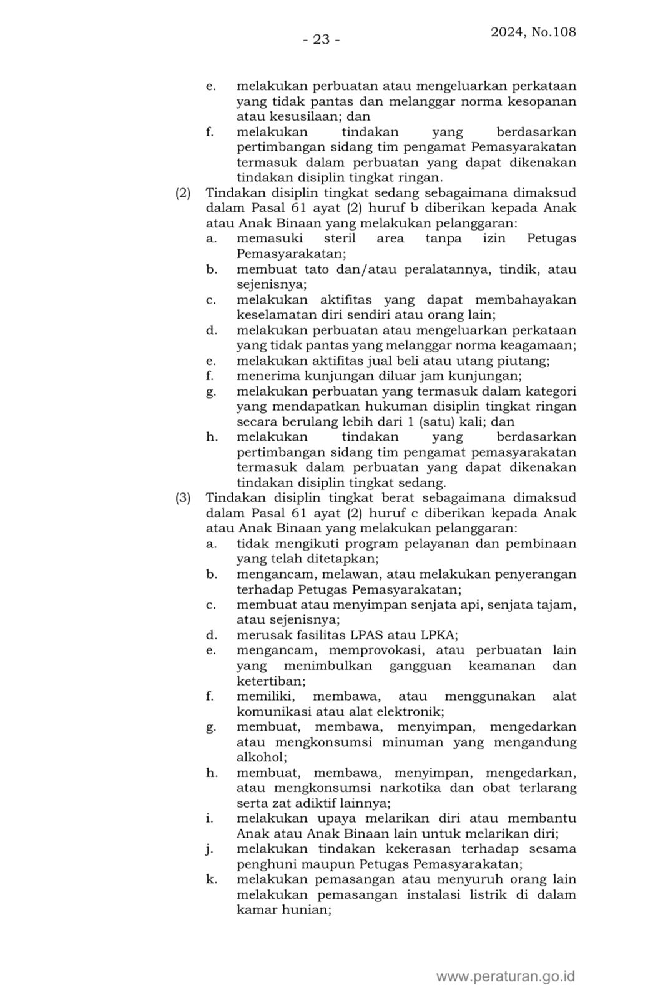 2024, No.108
- 23 -
e. melakukan perbuatan atau mengeluarkan perkataan
yang tidak pantas dan melanggar norma kesopanan
atau kesusilaan; dan
f. melakukan tindakan yang berdasarkan
pertimbangan sidang tim pengamat Pemasyarakatan
termasuk dalam perbuatan yang dapat dikenakan
tindakan disiplin tingkat ringan.
(2) Tindakan disiplin tingkat sedang sebagaimana dimaksud
dalam Pasal 61 ayat (2) huruf b diberikan kepada Anak
atau Anak Binaan yang melakukan pelanggaran:
a. memasuki steril area tanpa izin Petugas
Pemasyarakatan;
b. membuat tato dan/atau peralatannya, tindik, atau
sejenisnya;
c. melakukan aktifitas yang dapat membahayakan
keselamatan diri sendiri atau orang lain;
d. melakukan perbuatan atau mengeluarkan perkataan
yang tidak pantas yang melanggar norma keagamaan;
e. melakukan aktifitas jual beli atau utang piutang;
f. menerima kunjungan diluar jam kunjungan;
g. melakukan perbuatan yang termasuk dalam kategori
yang mendapatkan hukuman disiplin tingkat ringan
secara berulang lebih dari 1 (satu) kali; dan
h. melakukan tindakan yang berdasarkan
pertimbangan sidang tim pengamat pemasyarakatan
termasuk dalam perbuatan yang dapat dikenakan
tindakan disiplin tingkat sedang.
(3) Tindakan disiplin tingkat berat sebagaimana dimaksud
dalam Pasal 61 ayat (2) huruf c diberikan kepada Anak
atau Anak Binaan yang melakukan pelanggaran:
a. tidak mengikuti program pelayanan dan pembinaan
yang telah ditetapkan;
b. mengancam, melawan, atau melakukan penyerangan
terhadap Petugas Pemasyarakatan;
c. membuat atau menyimpan senjata api, senjata tajam,
atau sejenisnya;
d. merusak fasilitas LPAS atau LPKA;
e. mengancam, memprovokasi, atau perbuatan lain
yang menimbulkan gangguan keamanan dan
ketertiban;
f. memiliki, membawa, atau menggunakan alat
komunikasi atau alat elektronik;
g. membuat, membawa, menyimpan, mengedarkan
atau mengkonsumsi minuman yang mengandung
alkohol;
h. membuat, membawa, menyimpan, mengedarkan,
atau mengkonsumsi narkotika dan obat terlarang
serta zat adiktif lainnya;
i. melakukan upaya melarikan diri atau membantu
Anak atau Anak Binaan lain untuk melarikan diri;
j. melakukan tindakan kekerasan terhadap sesama
penghuni maupun Petugas Pemasyarakatan;
k. melakukan pemasangan atau menyuruh orang lain
melakukan pemasangan instalasi listrik di dalam
kamar hunian;
www.peraturan.go.id